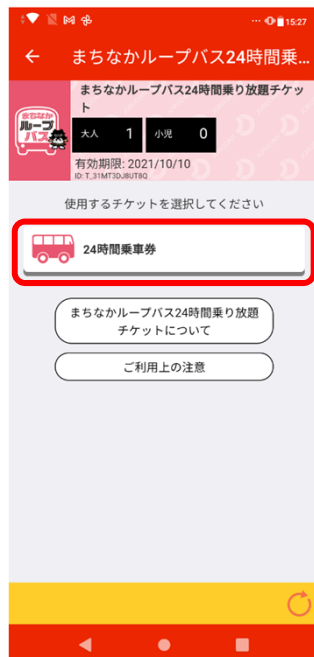 15:27
まちなかループバス24時間乗...
まちなか
ループ
バス
まちなかループバス24時間乗り放題チケッ
ト
大人 1 小児 0
有効期限: 2021/10/10
ID: T_31MT3DJ8UT8Q
使用するチケットを選択してください
24時間乗車券
まちなかループバス24時間乗り放題
チケットについて
ご利用上の注意